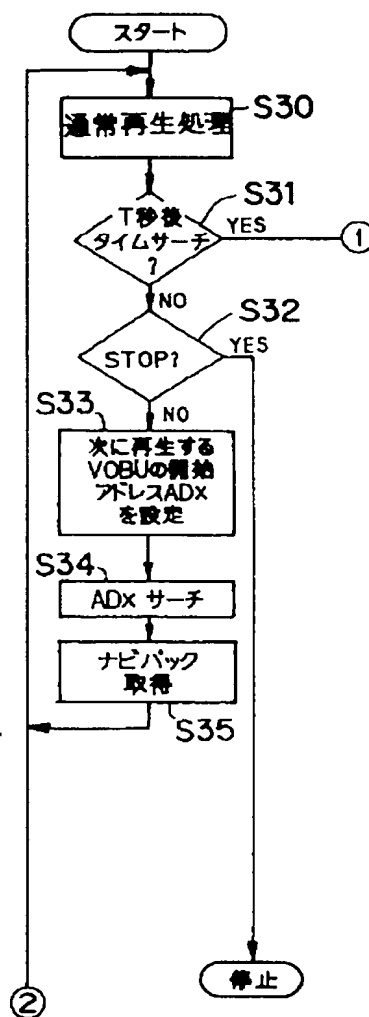 スタート
S30
通常再生処理
S31
T秒後
タイムサーチ
?
YES
①
NO
S32
STOP?
YES
S33
NO
次に再生する
VOBUの開始
アドレスADX
を設定
S34
ADX サーチ
ナビパック
取得
S35
停止
②